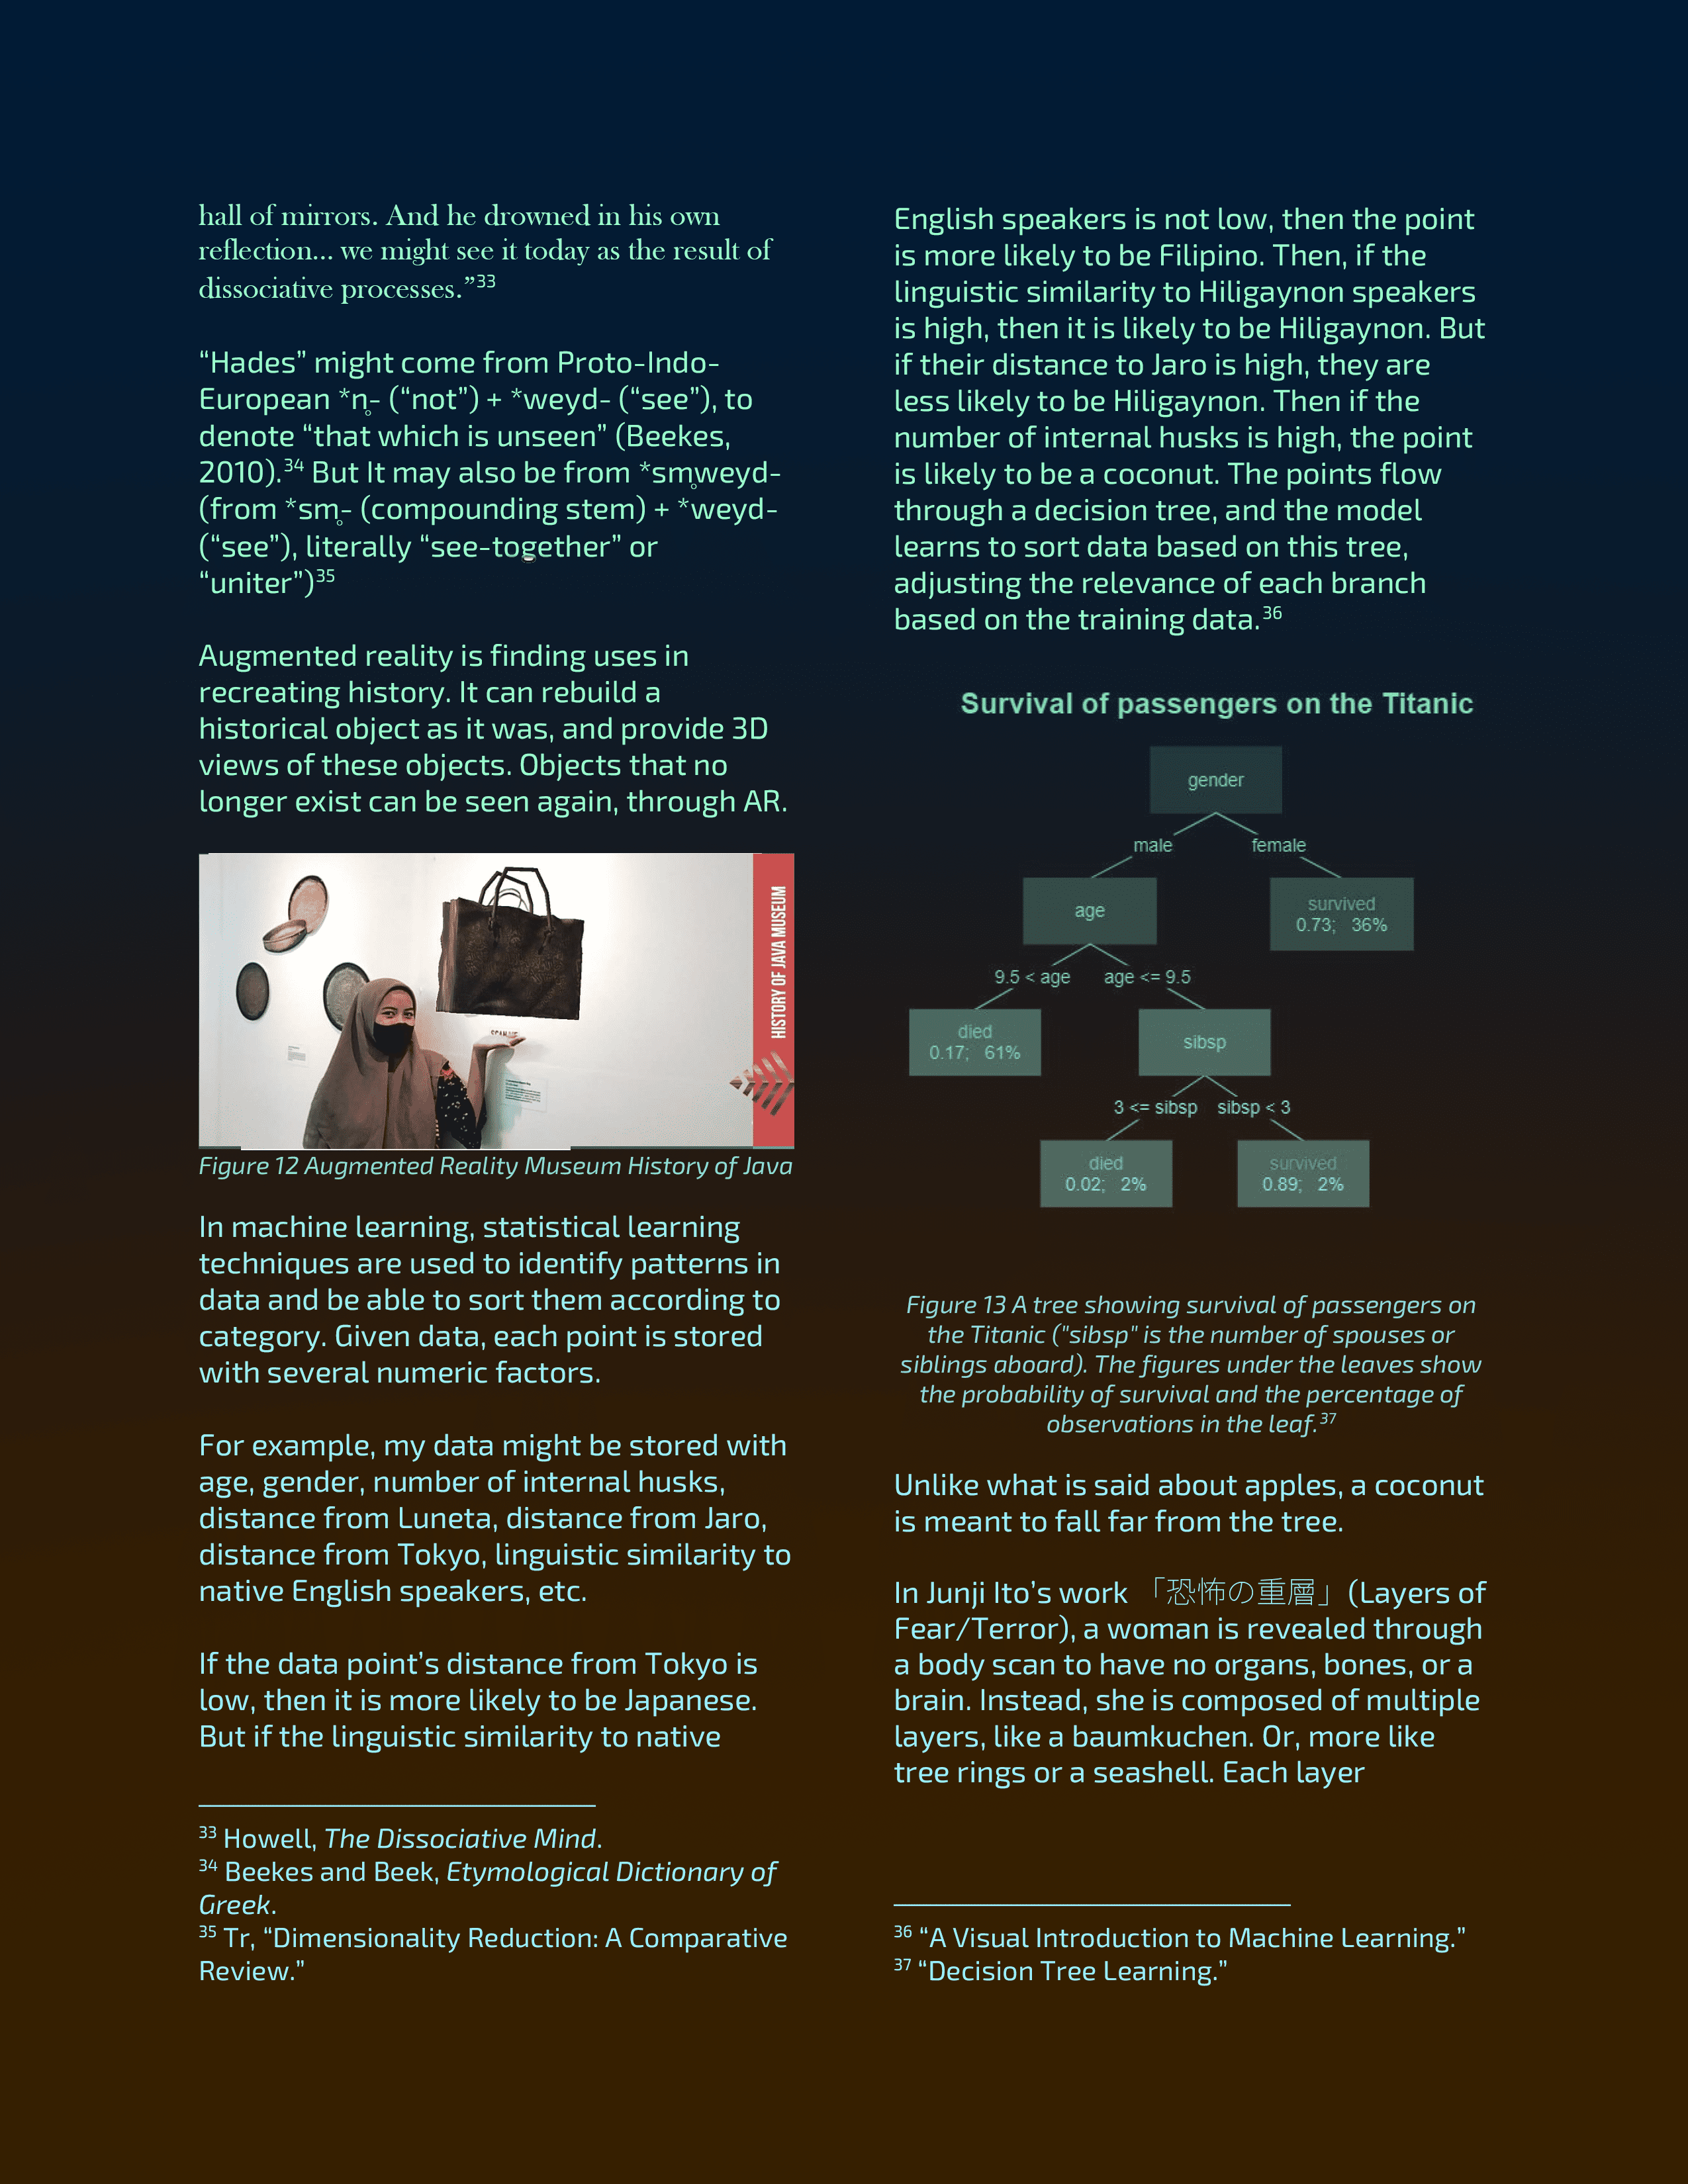 hall of mirrors. And he drowned in his own
reflection... we might see it today as the result of
dissociative processes.”33
“Hades” might come from Proto-Indo-
European *n̥- (“not”) + *weyd- (“see”), to
denote “that which is unseen” (Beekes,
2010).34 But It may also be from *sm̥weyd-
(from *sm̥- (compounding stem) + *weyd-
(“see”), literally “see-together” or
“uniter”)35
Augmented reality is finding uses in
recreating history. It can rebuild a
historical object as it was, and provide 3D
views of these objects. Objects that no
longer exist can be seen again, through AR.
HISTORY OF JAVA MUSEUM
Figure 12 Augmented Reality Museum History of Java
In machine learning, statistical learning
techniques are used to identify patterns in
data and be able to sort them according to
category. Given data, each point is stored
with several numeric factors.
For example, my data might be stored with
age, gender, number of internal husks,
distance from Luneta, distance from Jaro,
distance from Tokyo, linguistic similarity to
native English speakers, etc.
If the data point’s distance from Tokyo is
low, then it is more likely to be Japanese.
But if the linguistic similarity to native
33 Howell, The Dissociative Mind.
34 Beekes and Beek, Etymological Dictionary of
Greek.
35 Tr, “Dimensionality Reduction: A Comparative
Review.”
English speakers is not low, then the point
is more likely to be Filipino. Then, if the
linguistic similarity to Hiligaynon speakers
is high, then it is likely to be Hiligaynon. But
if their distance to Jaro is high, they are
less likely to be Hiligaynon. Then if the
number of internal husks is high, the point
is likely to be a coconut. The points flow
through a decision tree, and the model
learns to sort data based on this tree,
adjusting the relevance of each branch
based on the training data.36
Survival of passengers on the Titanic
gender
male female
age
survived
0.73; 36%
9.5 < age age <= 9.5
died
0.17; 61%
sibsp
3 <= sibsp sibsp < 3
died
0.02; 2%
survived
0.89; 2%
Figure 13 A tree showing survival of passengers on
the Titanic ("sibsp" is the number of spouses or
siblings aboard). The figures under the leaves show
the probability of survival and the percentage of
observations in the leaf.37
Unlike what is said about apples, a coconut
is meant to fall far from the tree.
In Junji Ito’s work 「恐怖の重層」(Layers of
Fear/Terror), a woman is revealed through
a body scan to have no organs, bones, or a
brain. Instead, she is composed of multiple
layers, like a baumkuchen. Or, more like
tree rings or a seashell. Each layer
36 “A Visual Introduction to Machine Learning.”
37 “Decision Tree Learning.”